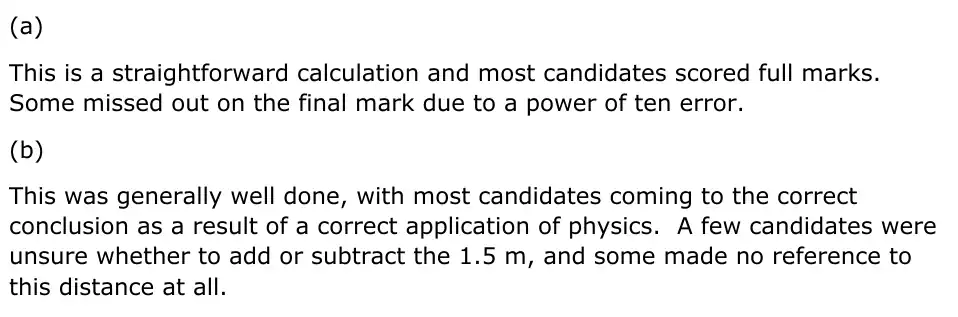 (a)
This is a straightforward calculation and most candidates scored full marks.
Some missed out on the final mark due to a power of ten error.
(b)
This was generally well done, with most candidates coming to the correct
conclusion as a result of a correct application of physics.  A few candidates were
unsure whether to add or subtract the 1.5 m, and some made no reference to
this distance at all.